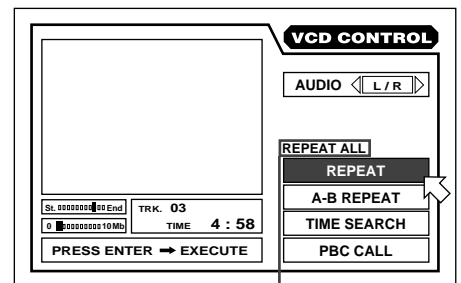 VCD CONTROL
AUDIO L / R
REPEAT ALL
REPEAT
A-B REPEAT
TIME SEARCH
PBC CALL
St. End
0 10Mb
TRK. 03
TIME 4 : 58
PRESS ENTER ➞ EXECUTE